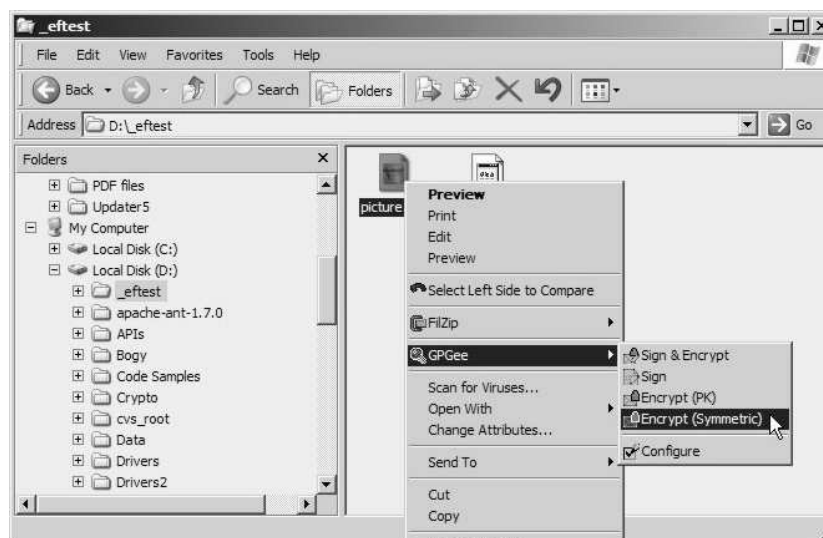 _eftest
File Edit View Favorites Tools Help
Back Search Folders
Address D:\_eftest Go
Folders x
PDF files
Updater5
My Computer
Local Disk (C:)
Local Disk (D:)
_eftest
apache-ant-1.7.0
APIs
Bogy
Code Samples
Crypto
cvs_root
Data
Drivers
Drivers2
picture
Preview
Print
Edit
Preview
Select Left Side to Compare
FilZip
GPGee
Scan for Viruses...
Open With
Change Attributes...
Send To
Cut
Copy
Sign & Encrypt
Sign
Encrypt (PK)
Encrypt (Symmetric)
Configure